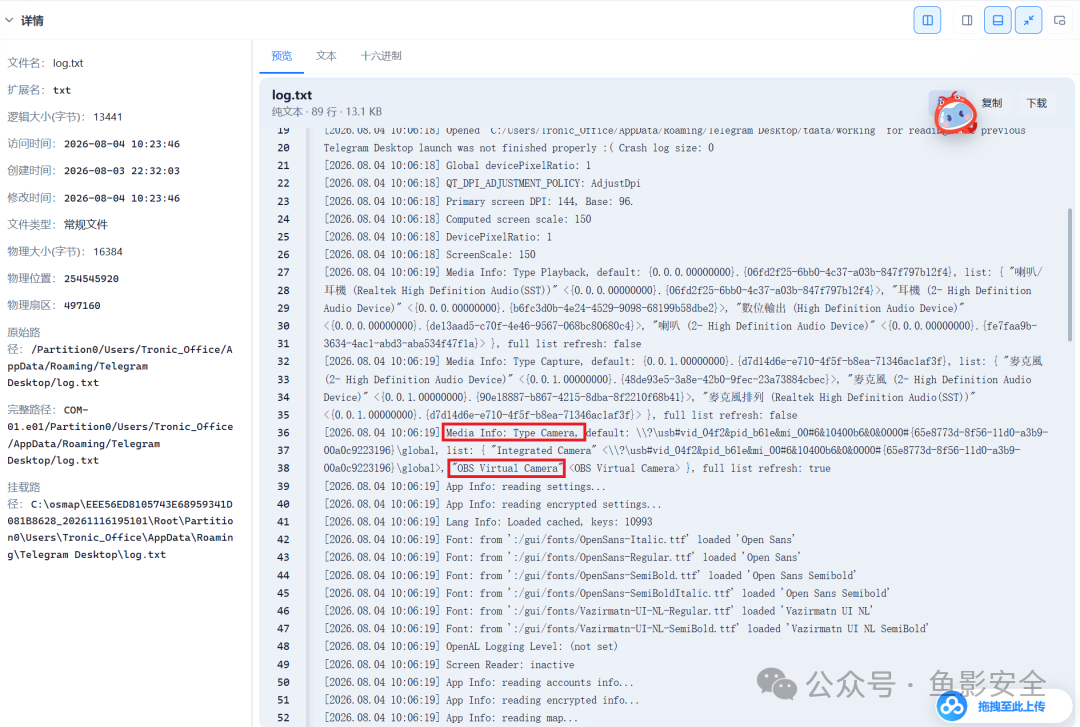 详情
文件名: log.txt
扩展名: txt
逻辑大小(字节): 13441
访问时间: 2026-08-04 10:23:46
创建时间: 2026-08-03 22:32:03
修改时间: 2026-08-04 10:23:46
文件类型: 常规文件
物理大小(字节): 16384
物理位置: 254545920
物理扇区: 497160
原始路
径: /Partition0/Users/Tronic_Office/A
ppData/Roaming/Telegram
Desktop/log.txt
完整路径: COM-
01.e01/Partition0/Users/Tronic_Office
/AppData/Roaming/Telegram
Desktop/log.txt
挂载路
径: C:\osmap\EEE56ED8105743E68959341D
081B8628_20261116195101\Root\Partitio
n0\Users\Tronic_Office\AppData\Roamin
g\Telegram Desktop\log.txt
预览 文本 十六进制
log.txt
纯文本 · 89 行 · 13.1 KB
复制 下载
19 [2026.08.04 10:06:18] Opened 'C:/Users/Tronic_Office/AppData/Roaming/Telegram Desktop/tdata/working' for reading, previous
20 Telegram Desktop launch was not finished properly :( Crash log size: 0
21 [2026.08.04 10:06:18] Global devicePixelRatio: 1
22 [2026.08.04 10:06:18] QT_DPI_ADJUSTMENT_POLICY: AdjustDpi
23 [2026.08.04 10:06:18] Primary screen DPI: 144, Base: 96.
24 [2026.08.04 10:06:18] Computed screen scale: 150
25 [2026.08.04 10:06:18] DevicePixelRatio: 1
26 [2026.08.04 10:06:18] ScreenScale: 150
27 [2026.08.04 10:06:19] Media Info: Type Playback, default: {0.0.0.00000000}.{06fd2f25-6bb0-4c37-a03b-847f797b12f4}, list: { "喇叭/
28 耳機 (Realtek High Definition Audio(SST))" <{0.0.0.00000000}.{06fd2f25-6bb0-4c37-a03b-847f797b12f4}>, "耳機 (2- High Definition
29 Audio Device)" <{0.0.0.00000000}.{b6fc3d0b-4e24-4529-9098-68199b58dbe2}>, "數位輸出 (High Definition Audio Device)"
30 <{0.0.0.00000000}.{de13aad5-c70f-4e46-9567-068bc80680c4}>, "喇叭 (2- High Definition Audio Device)" <{0.0.0.00000000}.{fe7faa9b-
31 3634-4ac1-abd3-aba534f47f1a}> }, full list refresh: false
32 [2026.08.04 10:06:19] Media Info: Type Capture, default: {0.0.1.00000000}.{d7d14d6e-e710-4f5f-b8ea-71346ac1af3f}, list: { "麥克風
33 (2- High Definition Audio Device)" <{0.0.1.00000000}.{48de93e5-3a8e-42b0-9fec-23a73884cbec}>, "麥克風 (2- High Definition Audio
34 Device)" <{0.0.1.00000000}.{90e18887-b867-4215-8dba-8f2210f68b41}>, "麥克風排列 (Realtek High Definition Audio(SST))"
35 <{0.0.1.00000000}.{d7d14d6e-e710-4f5f-b8ea-71346ac1af3f}> }, full list refresh: false
36 [2026.08.04 10:06:19] Media Info: Type Camera, default: \\?\usb#vid_04f2&pid_b61e&mi_00#6&10400b6&0&0000#{65e8773d-8f56-11d0-a3b9-
37 00a0c9223196}\global, list: { "Integrated Camera" <\\?\usb#vid_04f2&pid_b61e&mi_00#6&10400b6&0&0000#{65e8773d-8f56-11d0-a3b9-
38 00a0c9223196}\global>, "OBS Virtual Camera" <OBS Virtual Camera> }, full list refresh: true
39 [2026.08.04 10:06:19] App Info: reading settings...
40 [2026.08.04 10:06:19] App Info: reading encrypted settings...
41 [2026.08.04 10:06:19] Lang Info: Loaded cached, keys: 10993
42 [2026.08.04 10:06:19] Font: from ':/gui/fonts/OpenSans-Italic.ttf' loaded 'Open Sans'
43 [2026.08.04 10:06:19] Font: from ':/gui/fonts/OpenSans-Regular.ttf' loaded 'Open Sans'
44 [2026.08.04 10:06:19] Font: from ':/gui/fonts/OpenSans-SemiBold.ttf' loaded 'Open Sans Semibold'
45 [2026.08.04 10:06:19] Font: from ':/gui/fonts/OpenSans-SemiBoldItalic.ttf' loaded 'Open Sans Semibold'
46 [2026.08.04 10:06:19] Font: from ':/gui/fonts/Vazirmatn-UI-NL-Regular.ttf' loaded 'Vazirmatn UI NL'
47 [2026.08.04 10:06:19] Font: from ':/gui/fonts/Vazirmatn-UI-NL-SemiBold.ttf' loaded 'Vazirmatn UI NL SemiBold'
48 [2026.08.04 10:06:19] OpenAL Logging Level: (not set)
49 [2026.08.04 10:06:19] Screen Reader: inactive
50 [2026.08.04 10:06:19] App Info: reading accounts info...
51 [2026.08.04 10:06:19] App Info: reading encrypted info...
52 [2026.08.04 10:06:19] App Info: reading map...
公众号 · 鱼影安全
拖拽至此上传